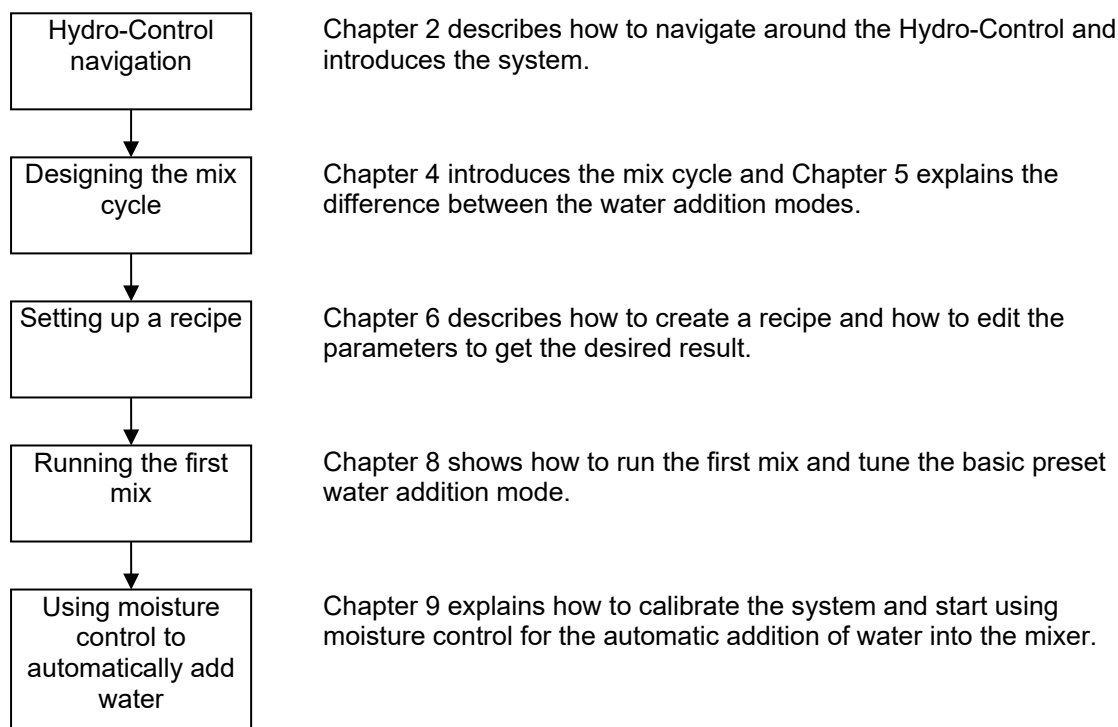 Hydro-Control
navigation
Chapter 2 describes how to navigate around the Hydro-Control and
introduces the system.
Designing the mix
cycle
Chapter 4 introduces the mix cycle and Chapter 5 explains the
difference between the water addition modes.
Setting up a recipe
Chapter 6 describes how to create a recipe and how to edit the
parameters to get the desired result.
Running the first
mix
Chapter 8 shows how to run the first mix and tune the basic preset
water addition mode.
Using moisture
control to
automatically add
water
Chapter 9 explains how to calibrate the system and start using
moisture control for the automatic addition of water into the mixer.